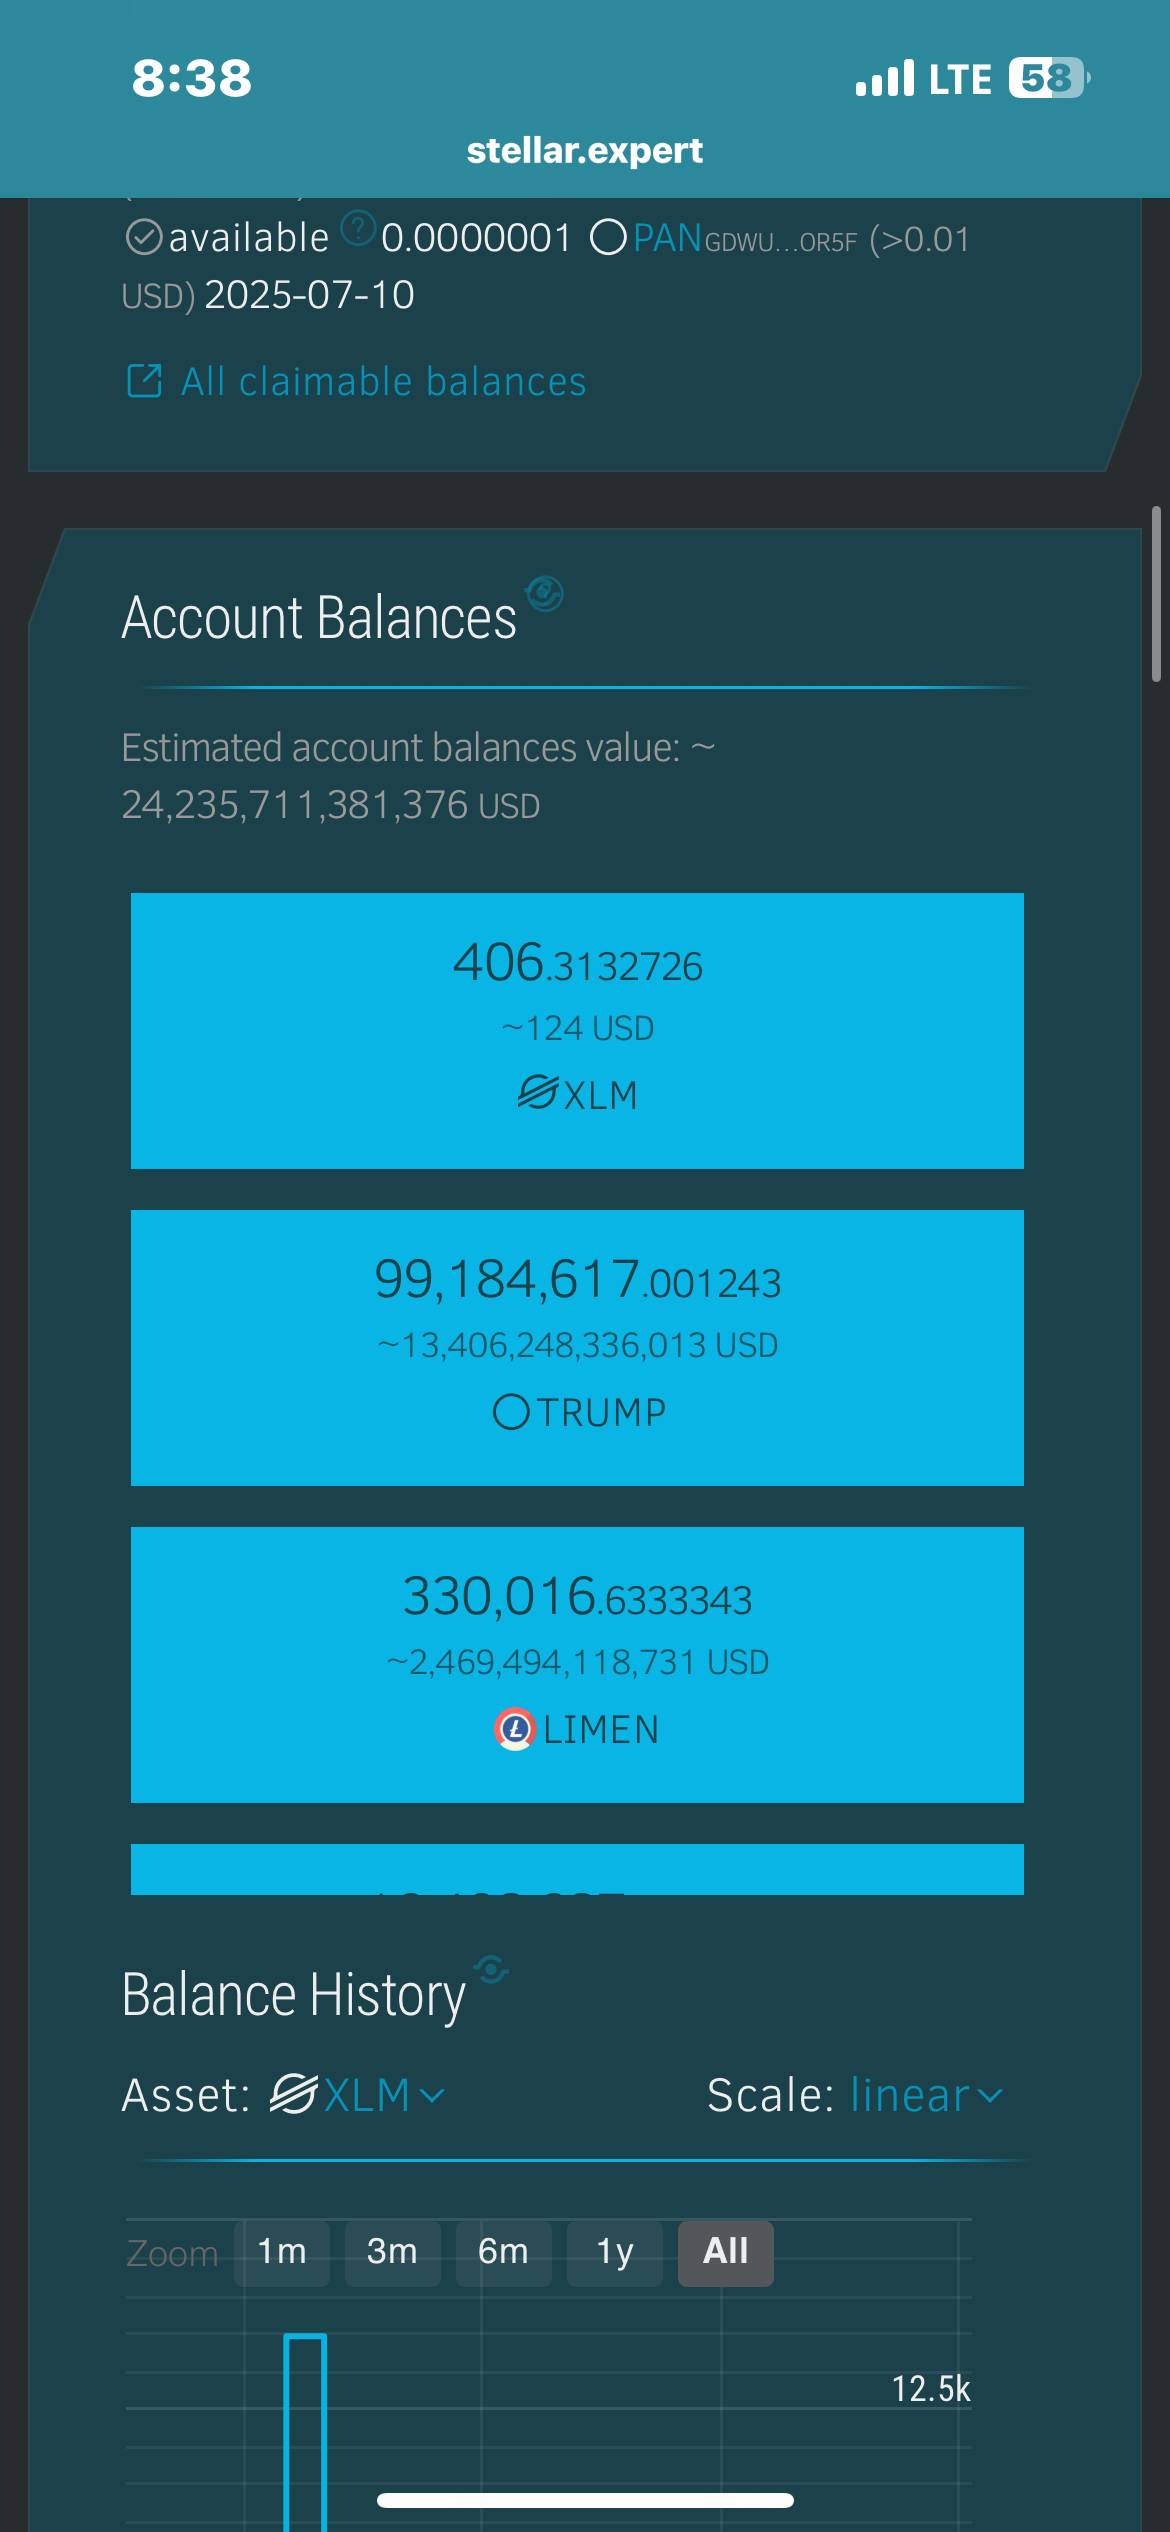 8:38
LTE 58
stellar.expert
available ? 0.0000001 PAN GDWU...OR5F (>0.01
USD) 2025-07-10
All claimable balances
Account Balances
Estimated account balances value: ~
24,235,711,381,376 USD
406.3132726
~124 USD
XLM
99,184,617.001243
~13,406,248,336,013 USD
TRUMP
330,016.6333343
~2,469,494,118,731 USD
LIMEN
Balance History
Asset: XLM Scale: linear
Zoom 1m 3m 6m 1y All
12.5k